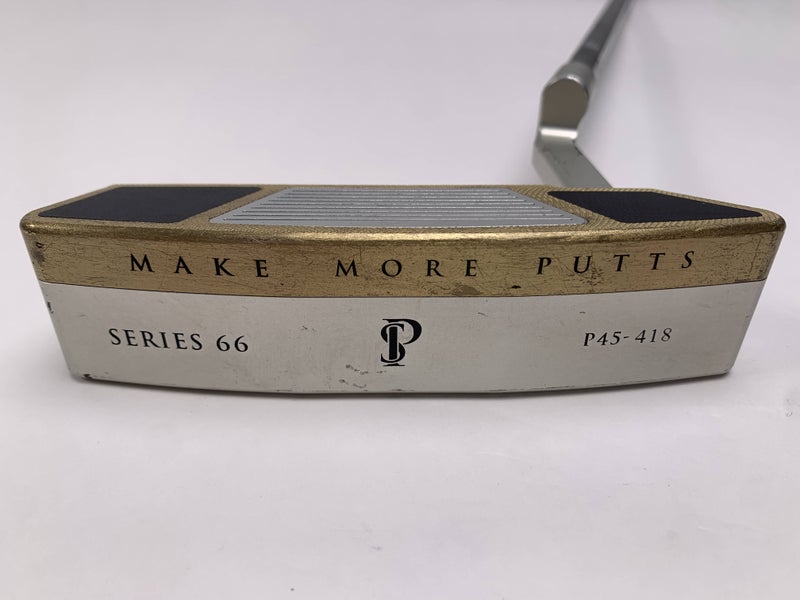 MAKE MORE PUTTS
SERIES 66 SP P45-418